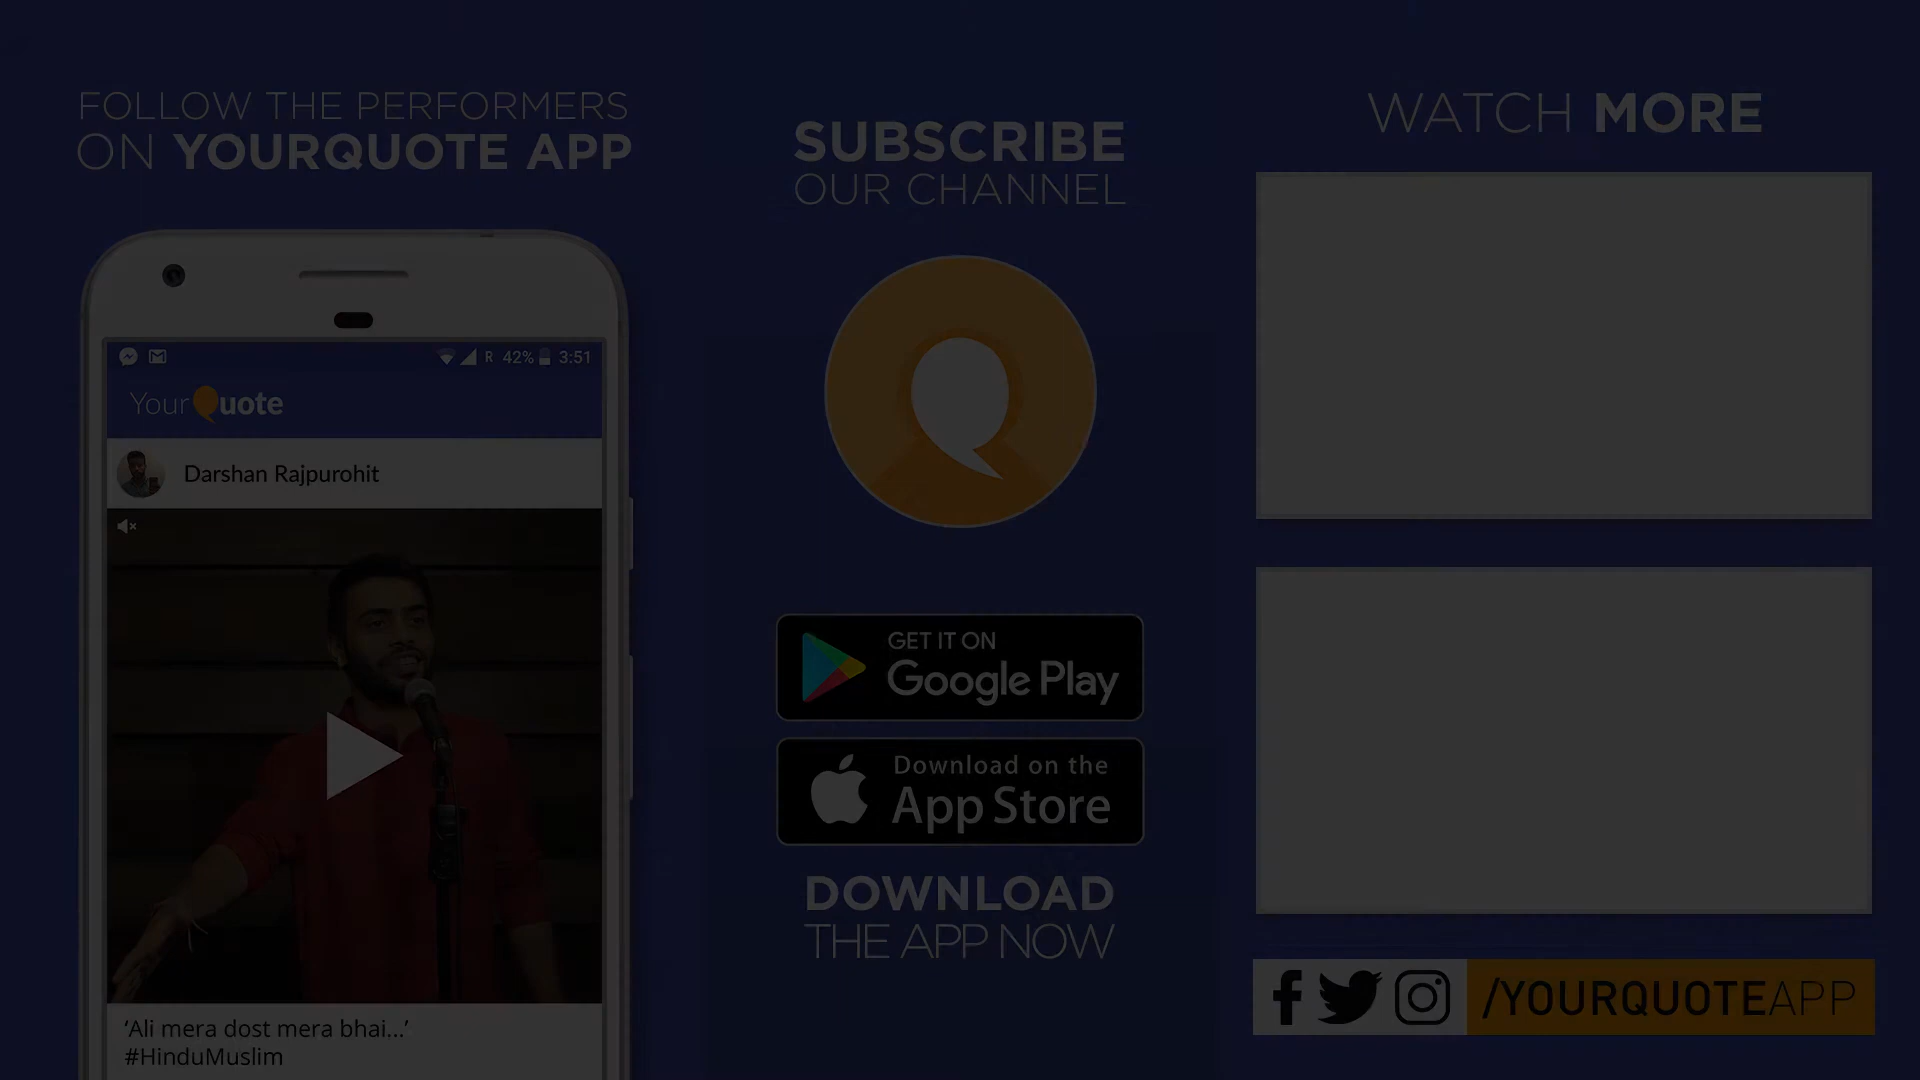 FOLLOW THE PERFORMERS
ON YOURQUOTE APP
R 42% 3:51
YourQuote
Darshan Rajpurohit
‘Ali mera dost mera bhai...’
#HinduMuslim
SUBSCRIBE
OUR CHANNEL
GET IT ON
Google Play
Download on the
App Store
DOWNLOAD
THE APP NOW
WATCH MORE
/YOURQUOTEAPP